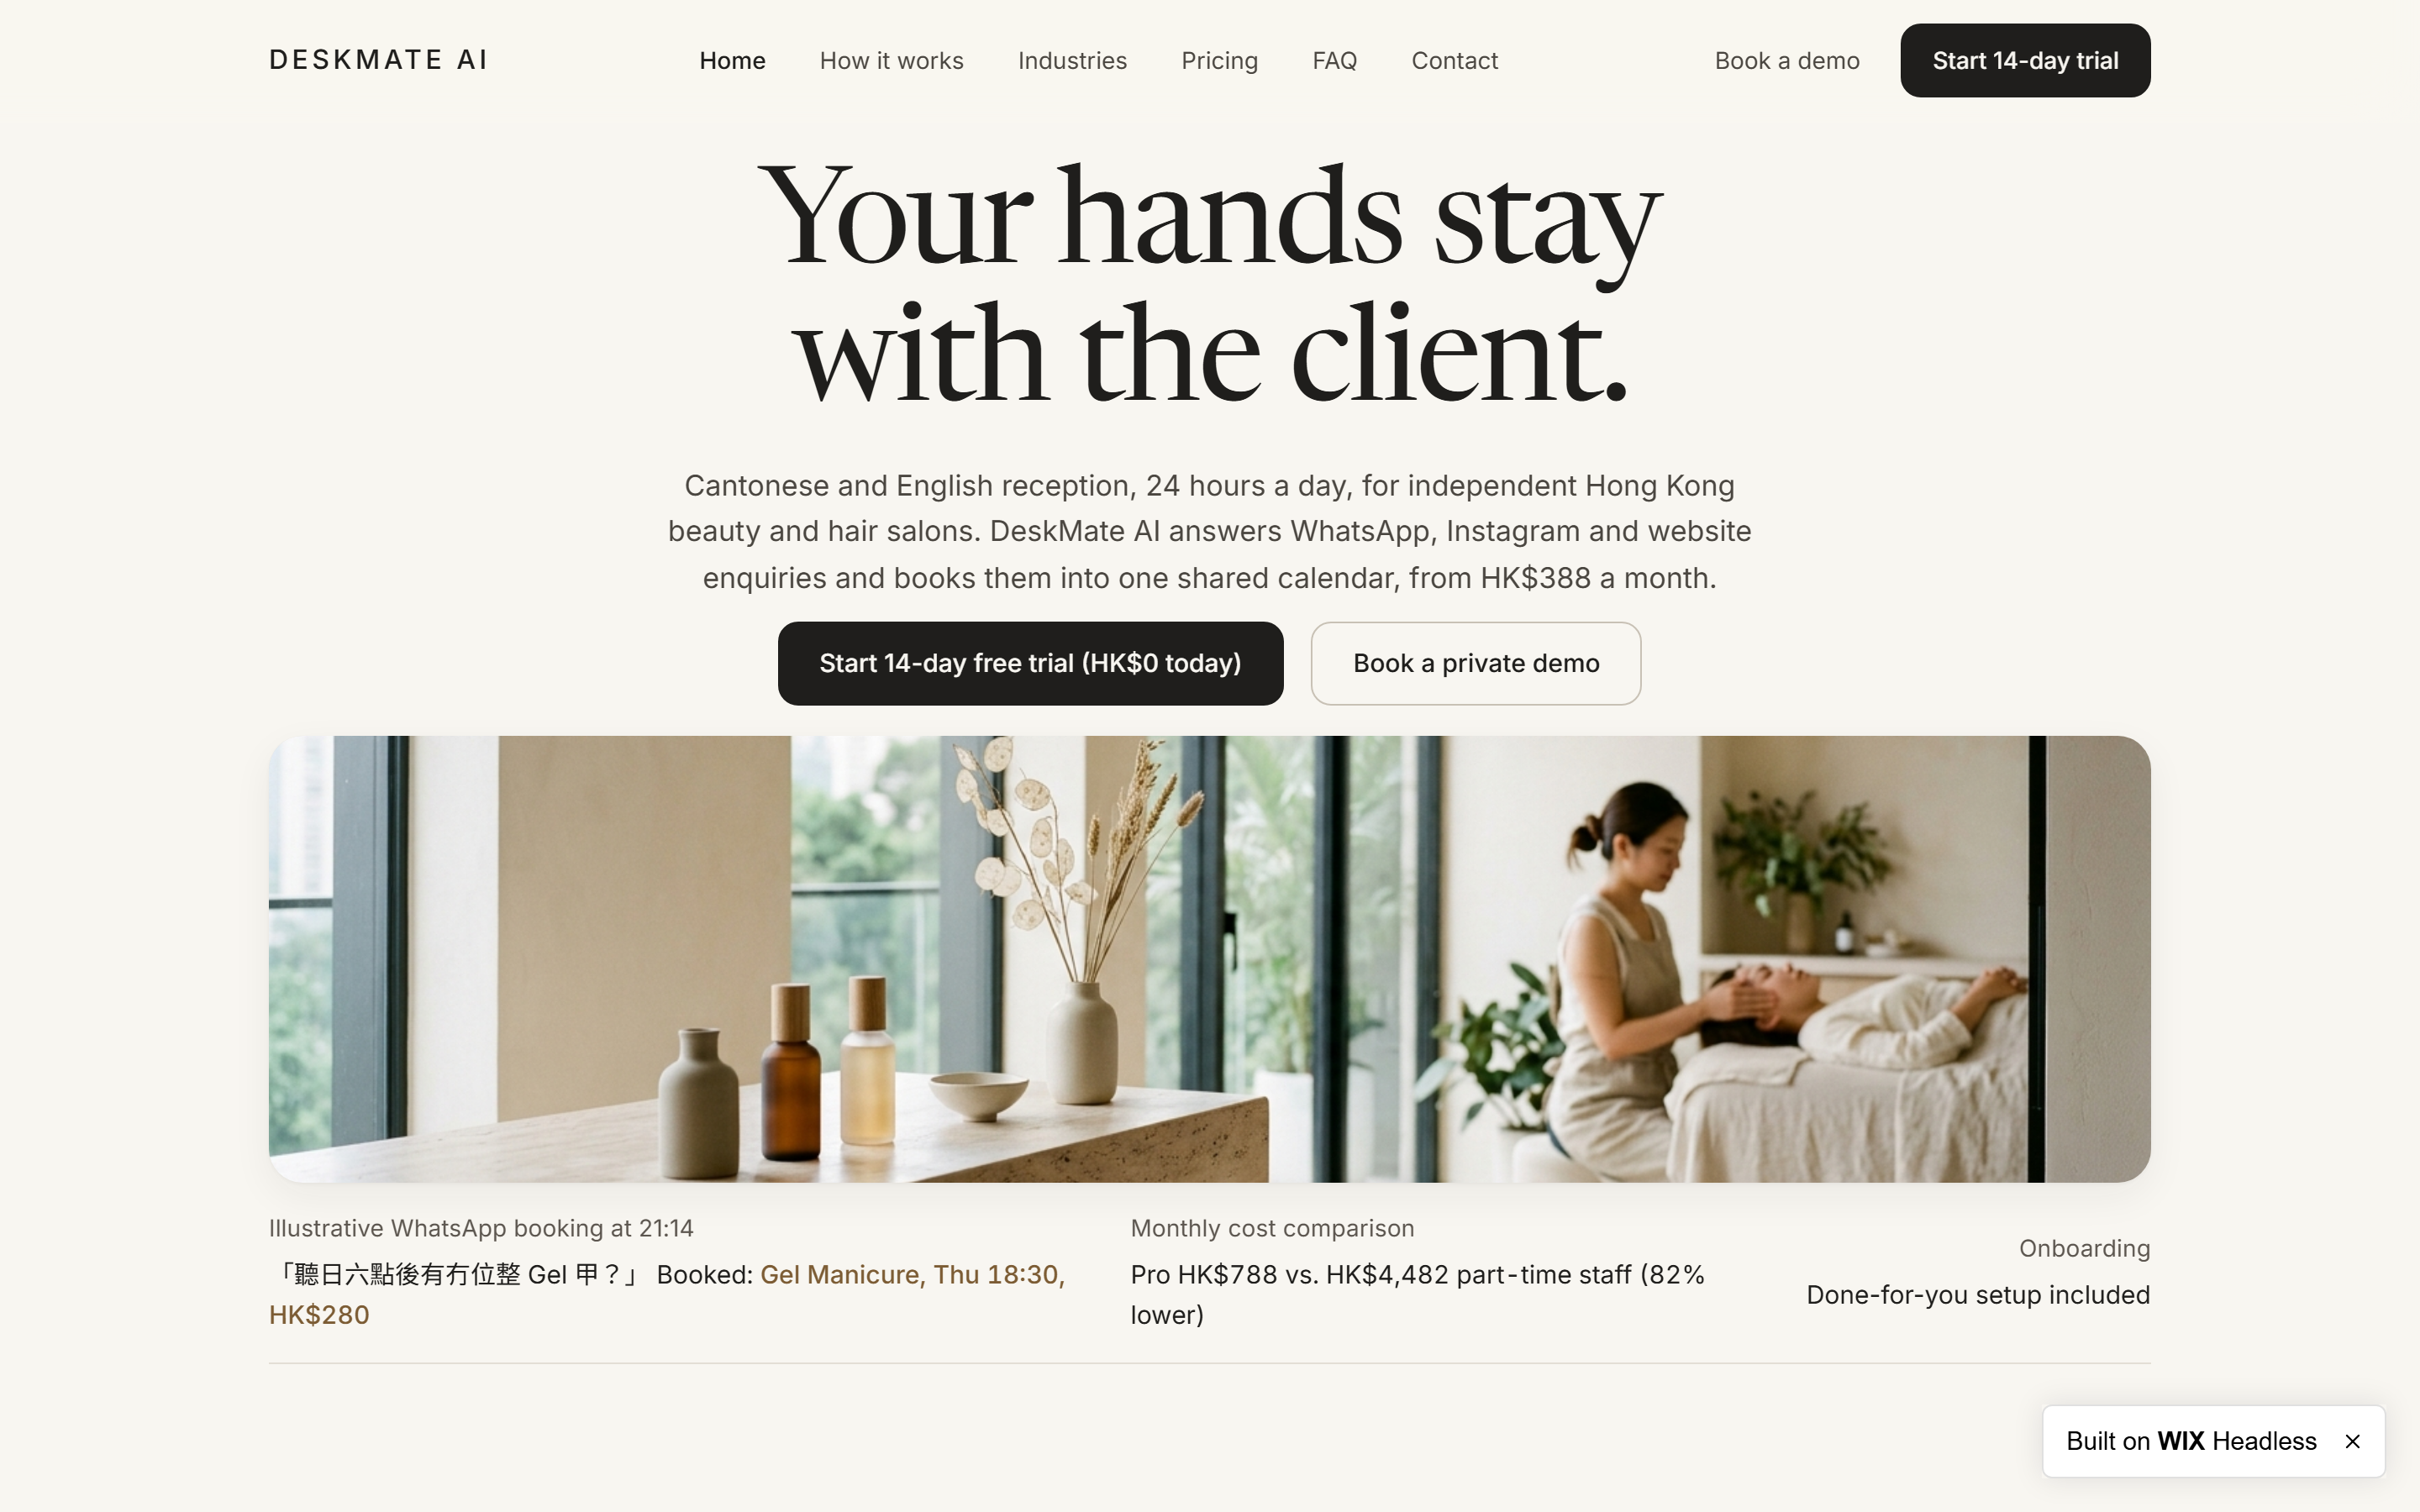 DESKMATE AI
Home
How it works
Industries
Pricing
FAQ
Contact
Book a demo
Start 14-day trial
Your hands stay
with the client.
Cantonese and English reception, 24 hours a day, for independent Hong Kong
beauty and hair salons. DeskMate AI answers WhatsApp, Instagram and website
enquiries and books them into one shared calendar, from HK$388 a month.
Start 14-day free trial (HK$0 today)
Book a private demo
Illustrative WhatsApp booking at 21:14
「聽日六點後有冇位整 Gel 甲？」 Booked: Gel Manicure, Thu 18:30,
HK$280
Monthly cost comparison
Pro HK$788 vs. HK$4,482 part-time staff (82%
lower)
Onboarding
Done-for-you setup included
Built on WIX Headless ×